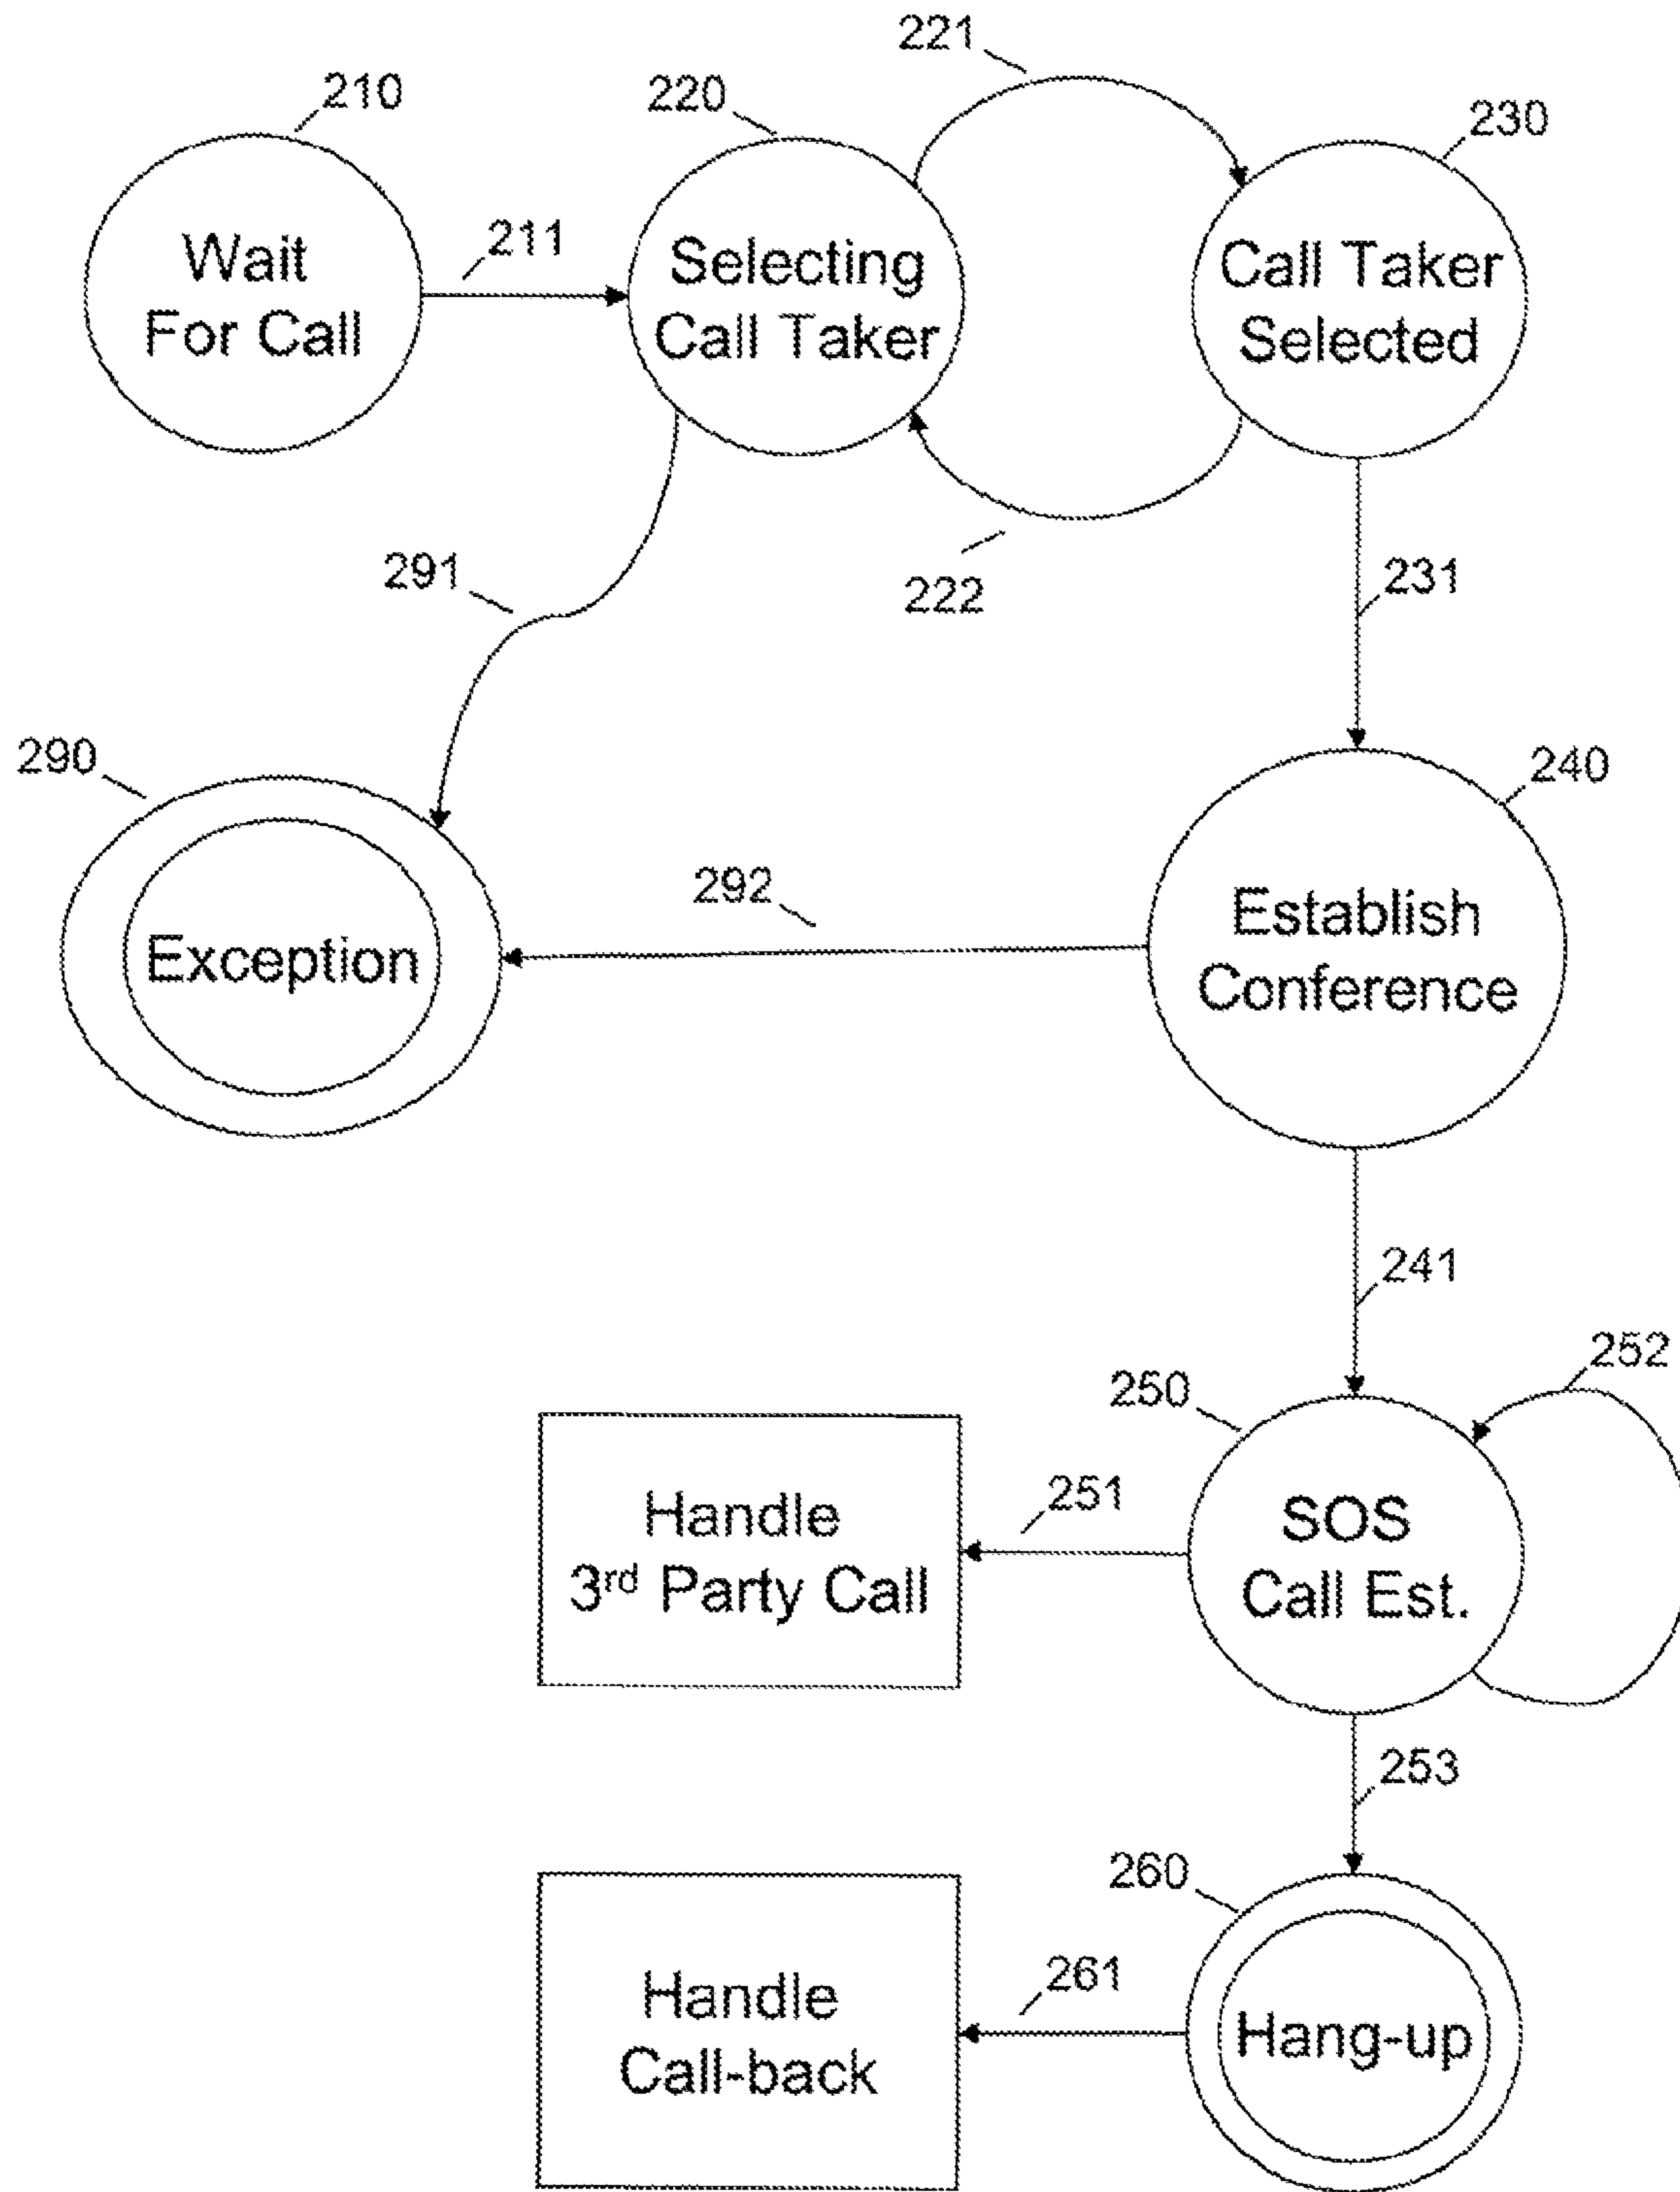 221
210
220
230
211
Wait
For Call
Selecting
Call Taker
Call Taker
Selected
291
222
231
290
240
292
Exception
Establish
Conference
241
252
250
251
Handle
3rd Party Call
SOS
Call Est.
253
260
261
Handle
Call-back
Hang-up